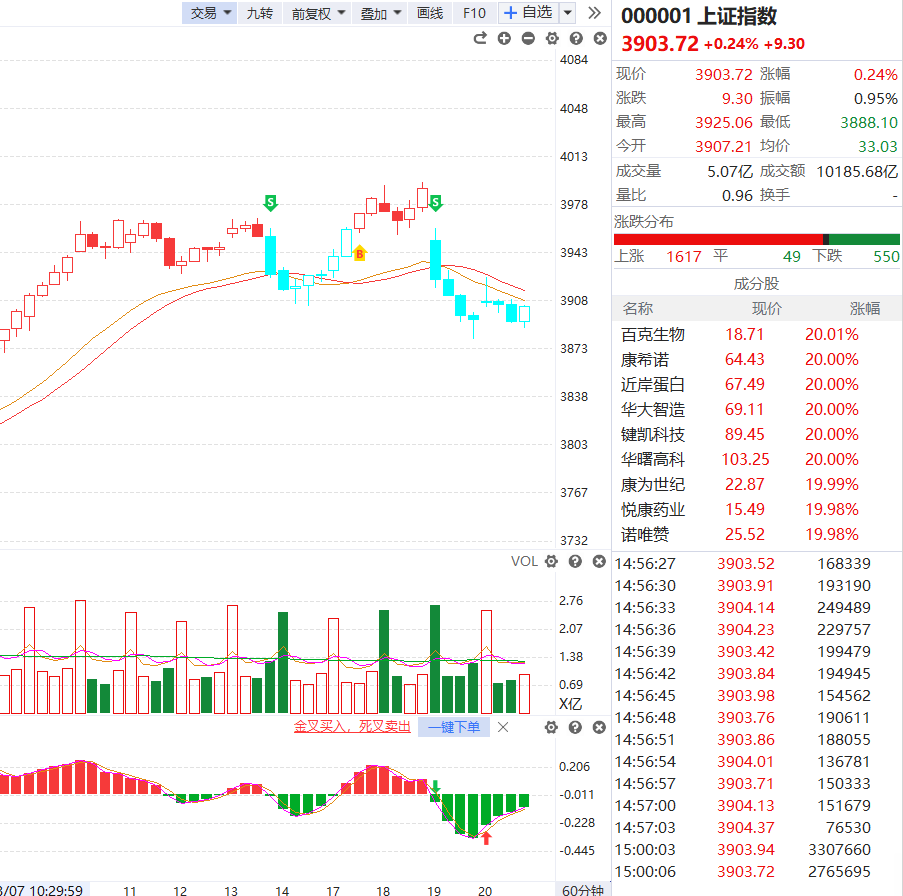 交易 九转 前复权 叠加 画线 F10 自选
000001 上证指数
3903.72 +0.24% +9.30
现价 3903.72 涨幅 0.24%
涨跌 9.30 振幅 0.95%
最高 3925.06 最低 3888.10
今开 3907.21 均价 33.03
成交量 5.07亿 成交额 10185.68亿
量比 0.96 换手 -
涨跌分布
上涨 1617 平 49 下跌 550
成分股
名称 现价 涨幅
百克生物 18.71 20.01%
康希诺 64.43 20.00%
近岸蛋白 67.49 20.00%
华大智造 69.11 20.00%
键凯科技 89.45 20.00%
华曙高科 103.25 20.00%
康为世纪 22.87 19.99%
悦康药业 15.49 19.98%
诺唯赞 25.52 19.98%
14:56:27 3903.52 168339
14:56:30 3903.91 193190
14:56:33 3904.14 249489
14:56:36 3904.23 229757
14:56:39 3903.42 199479
14:56:42 3903.84 194945
14:56:45 3903.98 154562
14:56:48 3903.76 190611
14:56:51 3903.86 188055
14:56:54 3904.01 136781
14:56:57 3903.71 150333
14:57:00 3904.13 151679
14:57:03 3904.37 76530
15:00:03 3903.94 3307660
15:00:06 3903.72 2765695
4084
4048
4013
3978
3943
3908
3873
3838
3803
3767
3732
S
B
S
VOL
2.76
2.07
1.38
0.69
X亿
金叉买入，死叉卖出 一键下单
0.206
-0.011
-0.228
-0.445
3/07 10:29:59 11 12 13 14 17 18 19 20 60分钟